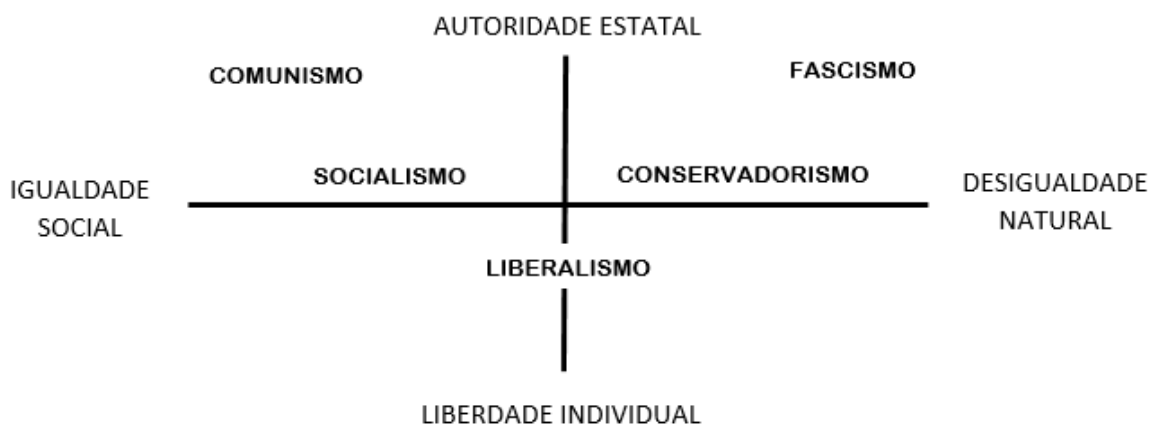 AUTORIDADE ESTATAL
COMUNISMO
FASCISMO
SOCIALISMO
CONSERVADORISMO
IGUALDADE
SOCIAL
DESIGUALDADE
NATURAL
LIBERALISMO
LIBERDADE INDIVIDUAL